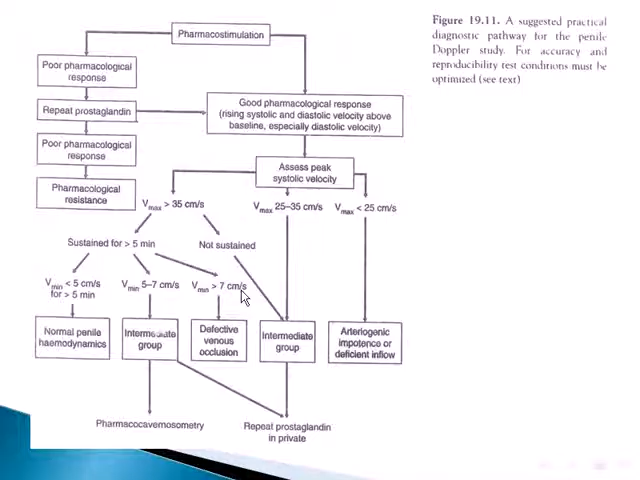 Figure 19.11. A suggested practical
diagnostic pathway for the penile
Doppler study. For accuracy and
reproducibility test conditions must be
optimized (see text)
Pharmacostimulation
Poor pharmacological
response
Repeat prostaglandin
Good pharmacological response
(rising systolic and diastolic velocity above
baseline, especially diastolic velocity)
Poor pharmacological
response
Assess peak
systolic velocity
Pharmacological
resistance
Vmax > 35 cm/s
Vmax 25–35 cm/s
Vmax < 25 cm/s
Sustained for > 5 min
Not sustained
Vmin < 5 cm/s
for > 5 min
Vmin 5–7 cm/s
Vmin > 7 cm/s
Normal penile
haemodynamics
Intermediate
group
Defective
venous
occlusion
Intermediate
group
Arteriogenic
impotence or
deficient inflow
Pharmacocavernosometry
Repeat prostaglandin
in private